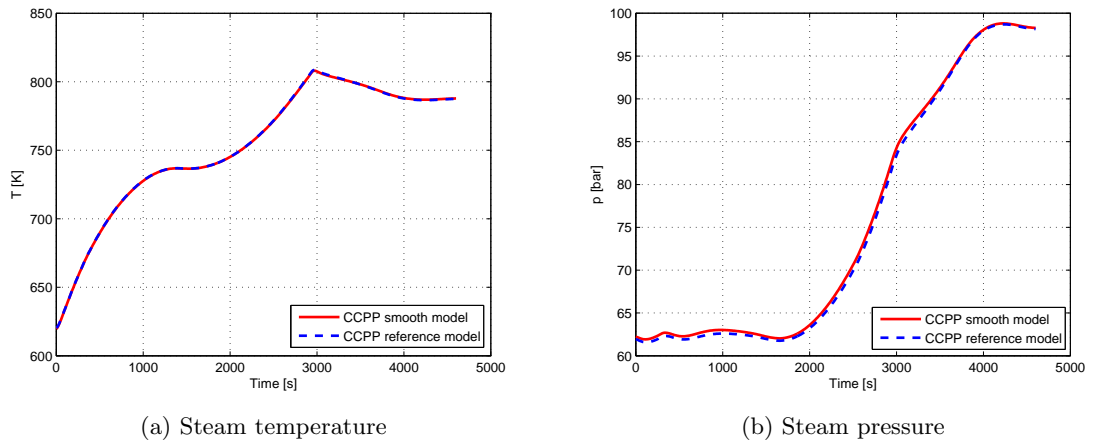 850
800
750
700
650
600
T [K]
0
1000
2000
3000
4000
5000
Time [s]
CCPP smooth model
CCPP reference model
(a) Steam temperature
100
95
90
85
80
75
70
65
60
p [bar]
0
1000
2000
3000
4000
5000
Time [s]
CCPP smooth model
CCPP reference model
(b) Steam pressure